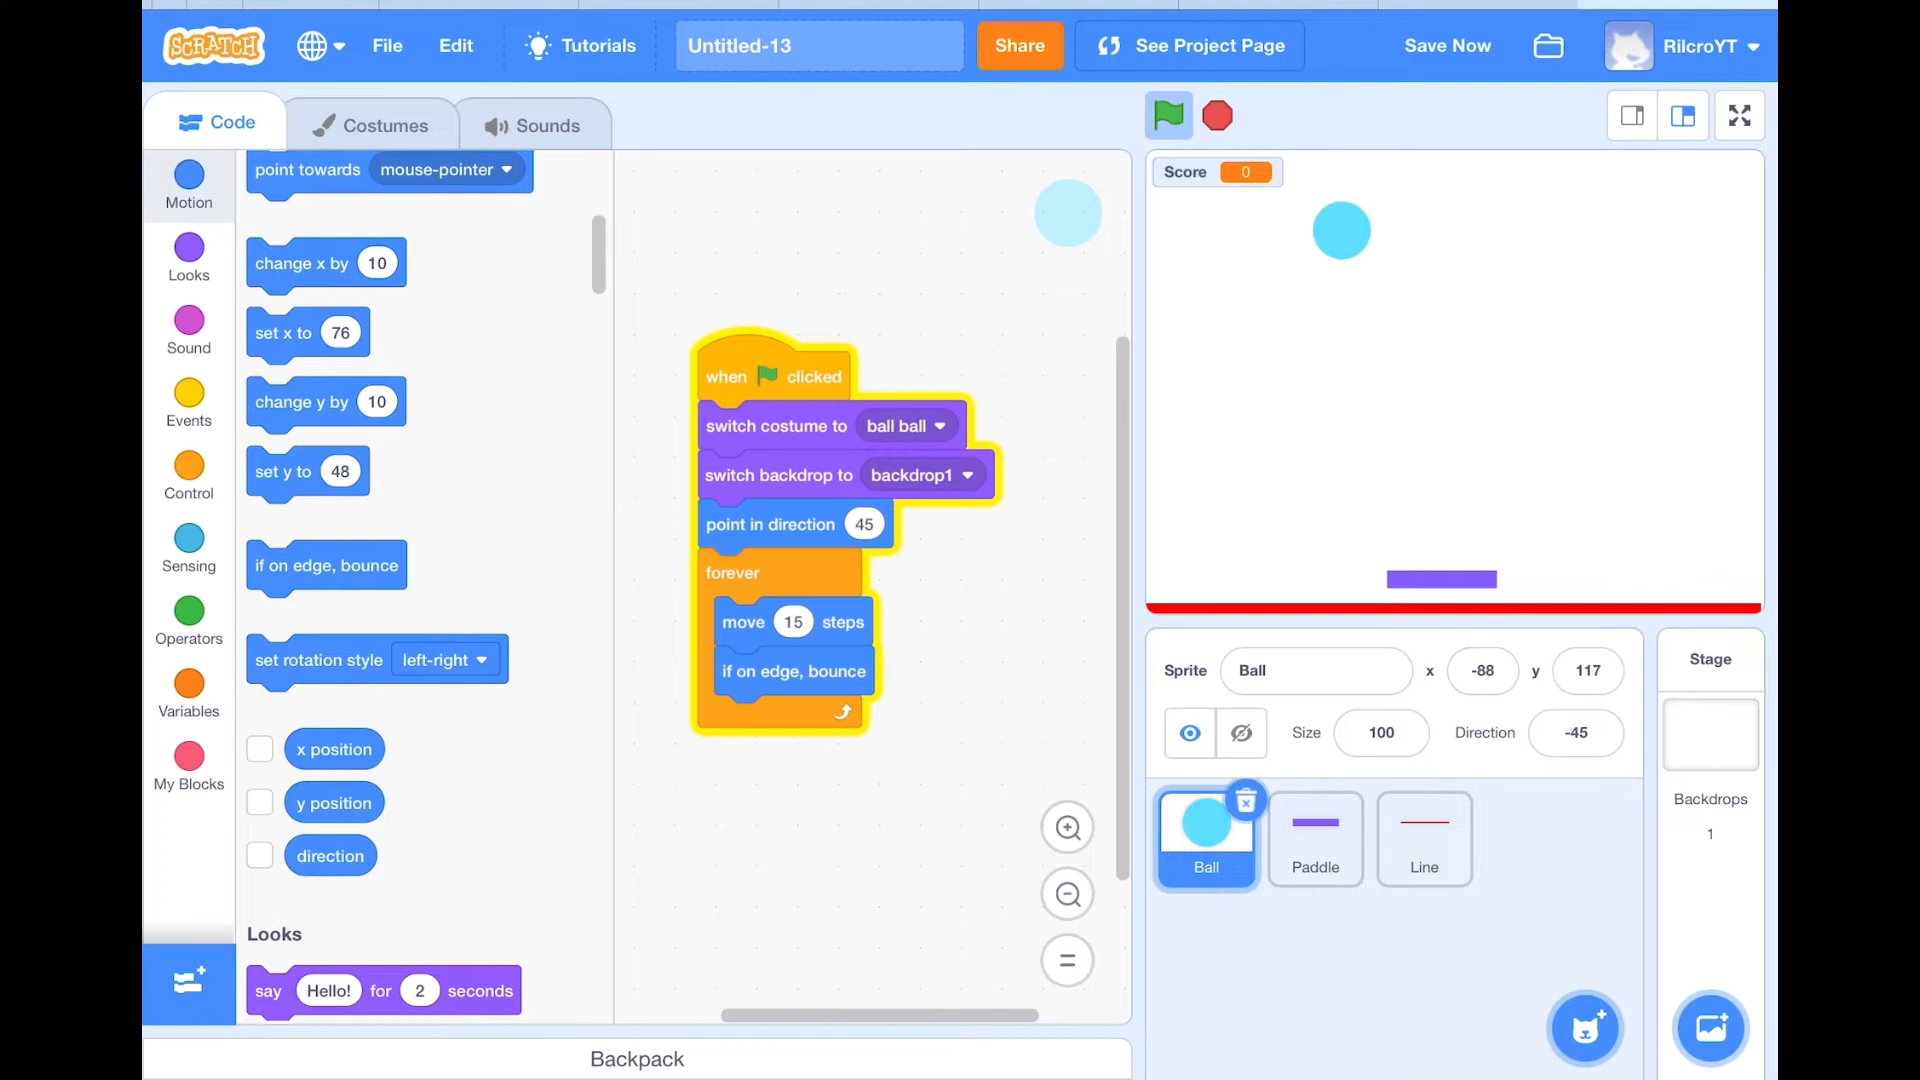 SCRATCH
File
Edit
Tutorials
Untitled-13
Share
See Project Page
Save Now
RilcroYT
Code
Costumes
Sounds
Motion
Looks
Sound
Events
Control
Sensing
Operators
Variables
My Blocks
point towards mouse-pointer
change x by 10
set x to 76
change y by 10
set y to 48
if on edge, bounce
set rotation style left-right
x position
y position
direction
Looks
say Hello! for 2 seconds
when clicked
switch costume to ball ball
switch backdrop to backdrop1
point in direction 45
forever
move 15 steps
if on edge, bounce
Backpack
Score 0
Sprite Ball x -88 y 117
Size 100 Direction -45
Ball
Paddle
Line
Stage
Backdrops
1